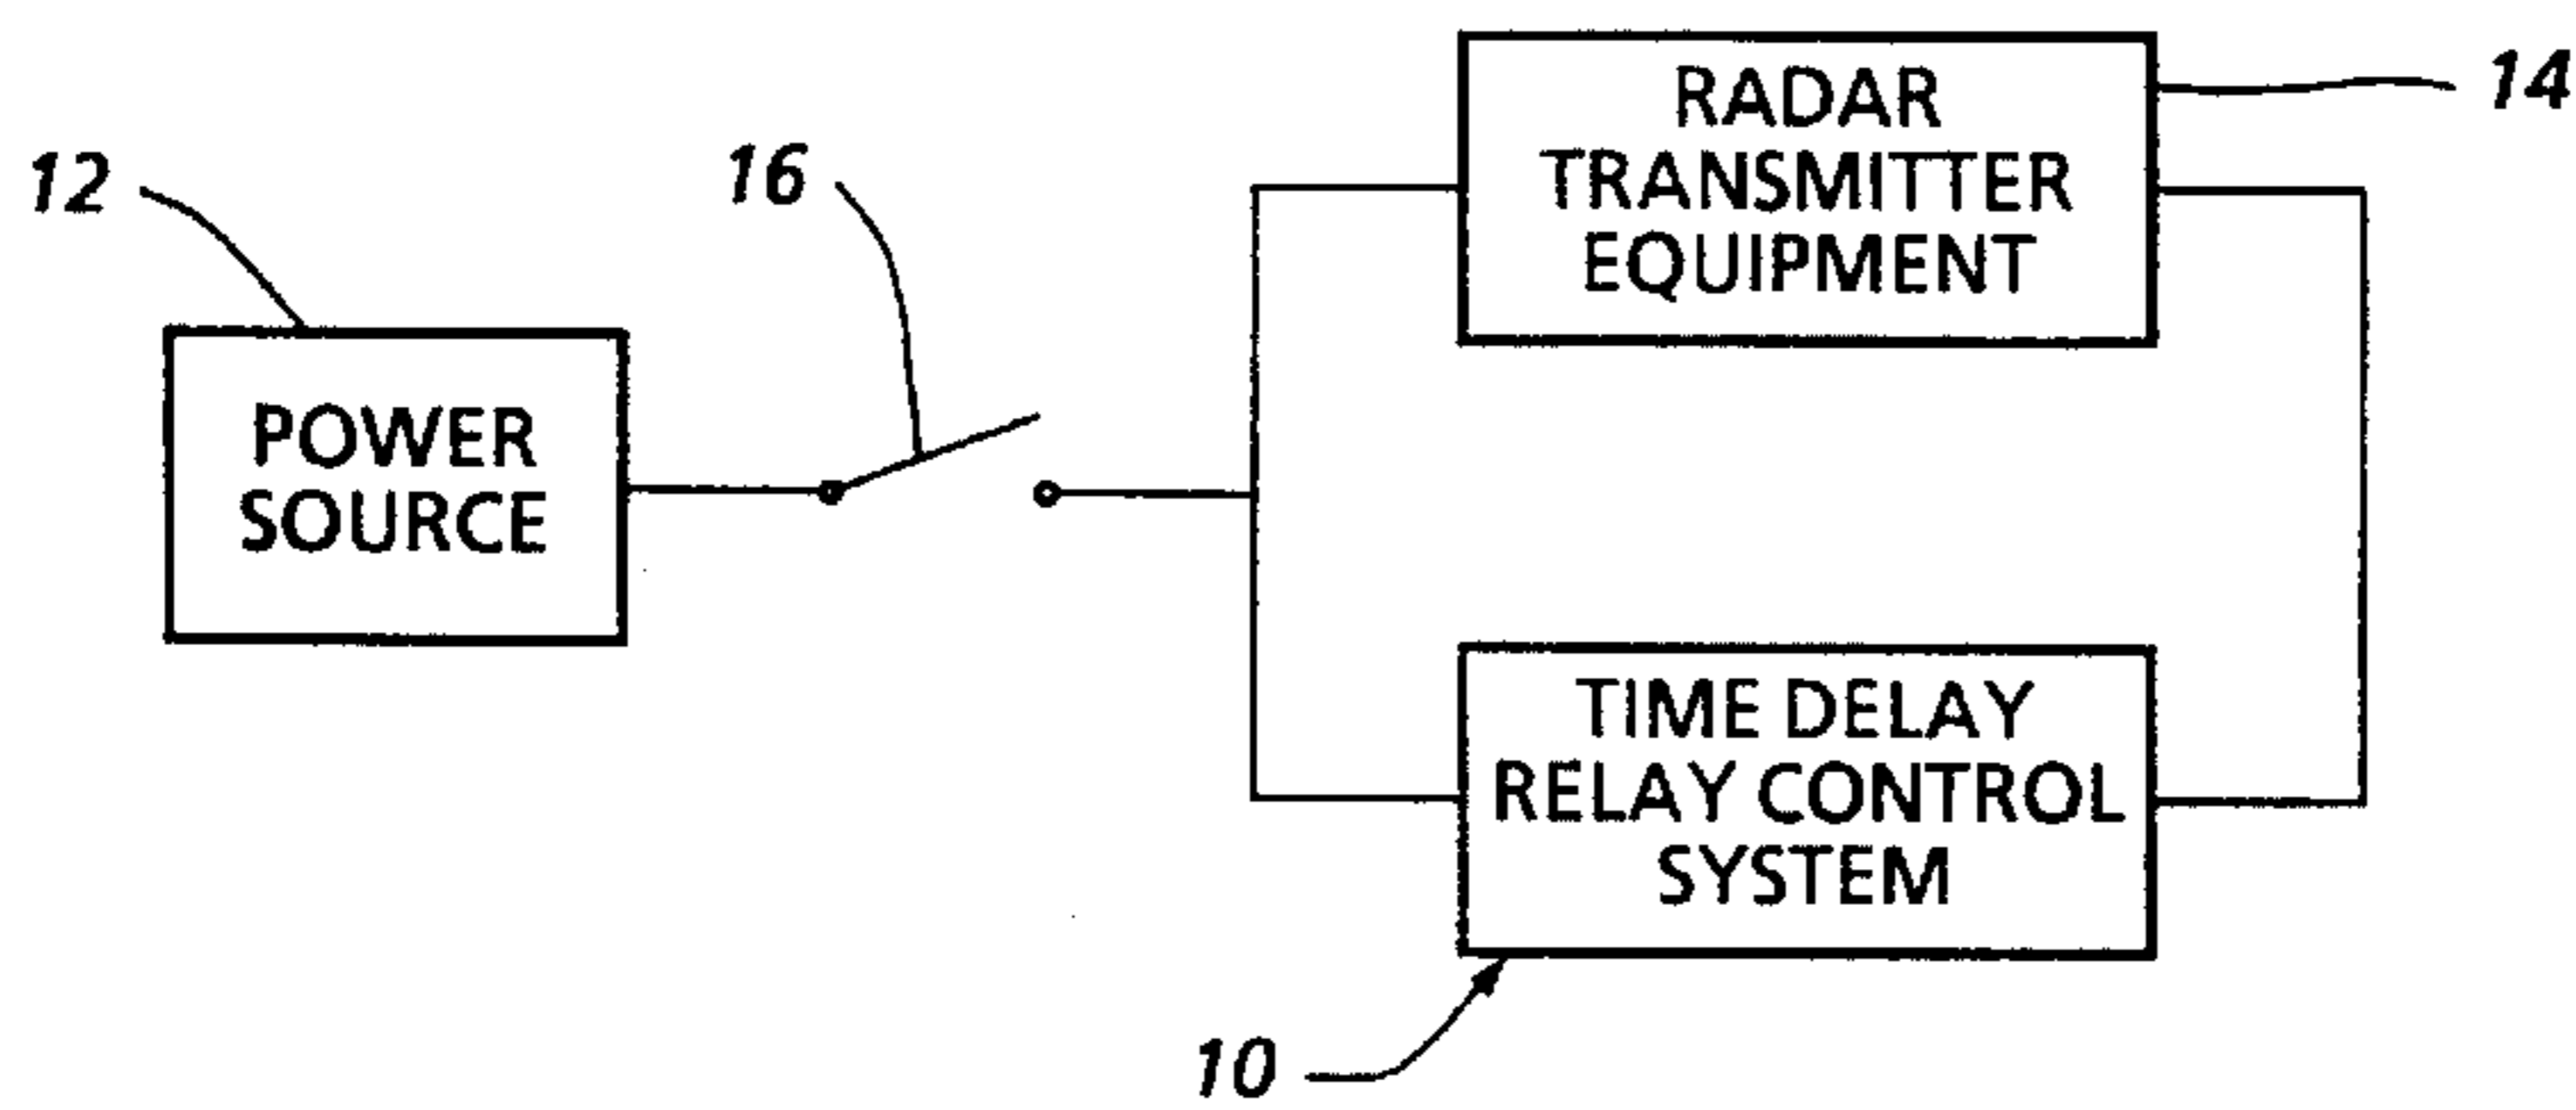 12
16
14
POWER
SOURCE
RADAR
TRANSMITTER
EQUIPMENT
TIME DELAY
RELAY CONTROL
SYSTEM
10